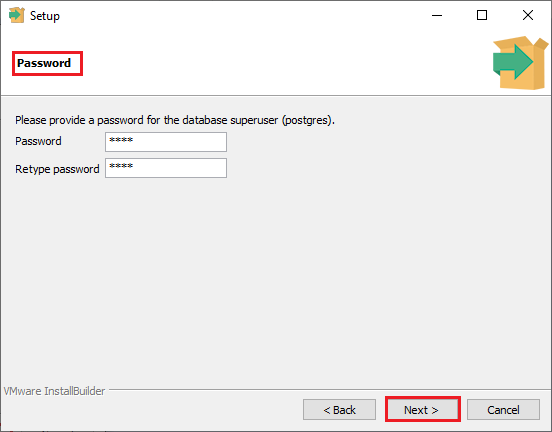 Setup
Password
Please provide a password for the database superuser (postgres).
Password ****
Retype password ****
VMware InstallBuilder
< Back Next > Cancel